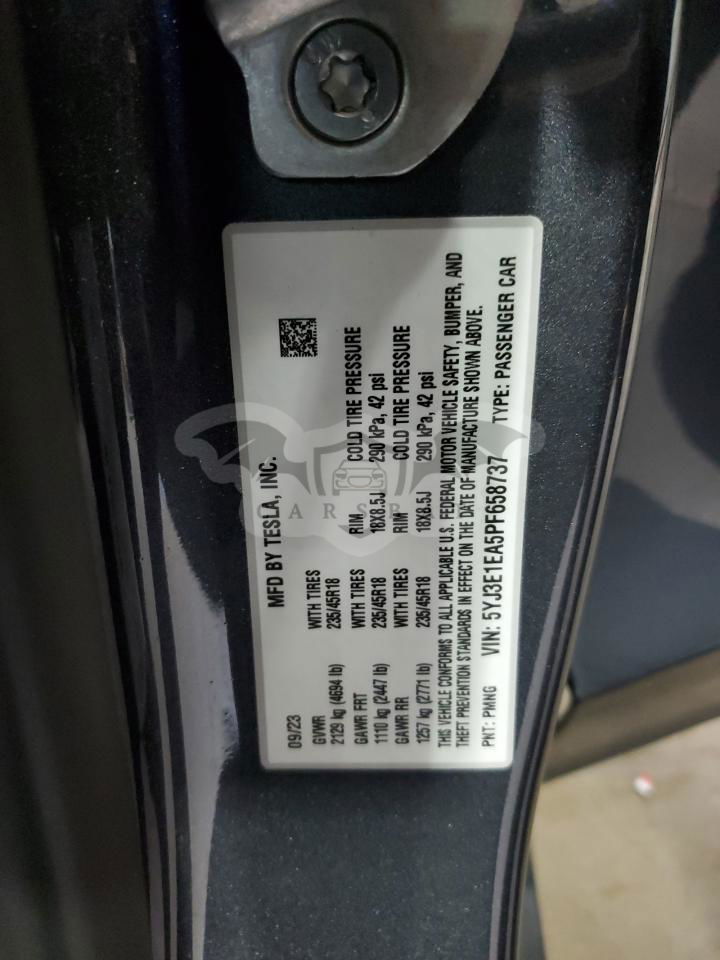 MFD BY TESLA, INC.
09/23
GVWR WITH TIRES RIM COLD TIRE PRESSURE
2129 kg (4694 lb) 235/45R18 18X8.5J 290 kPa, 42 psi
GAWR FRT WITH TIRES RIM COLD TIRE PRESSURE
1110 kg (2447 lb) 235/45R18 18X8.5J 290 kPa, 42 psi
GAWR RR WITH TIRES
1257 kg (2771 lb) 235/45R18
THIS VEHICLE CONFORMS TO ALL APPLICABLE U.S. FEDERAL MOTOR VEHICLE SAFETY, BUMPER, AND
THEFT PREVENTION STANDARDS IN EFFECT ON THE DATE OF MANUFACTURE SHOWN ABOVE.
PNT: PMNG VIN: 5YJ3E1EA5PF658737 TYPE: PASSENGER CAR